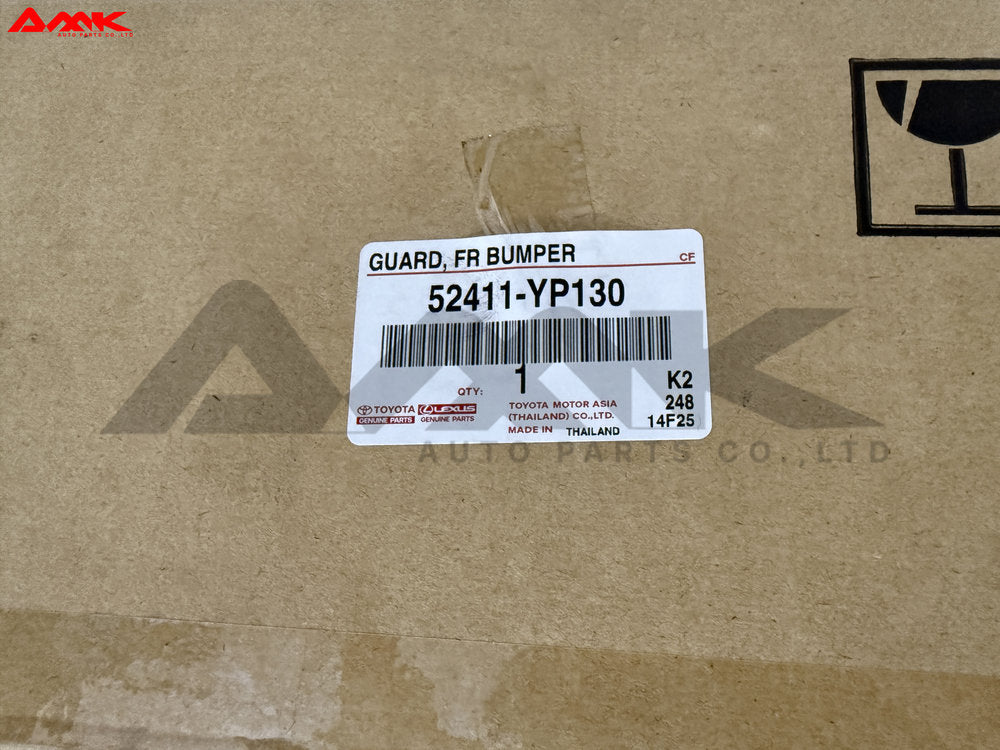 AMK
AUTO PARTS CO.,LTD
GUARD, FR BUMPER
CF
52411-YP130
QTY: 1
K2
248
14F25
TOYOTA
GENUINE PARTS
LEXUS
GENUINE PARTS
TOYOTA MOTOR ASIA
(THAILAND) CO.,LTD.
MADE IN THAILAND
AMK
AUTO PARTS CO.,LTD